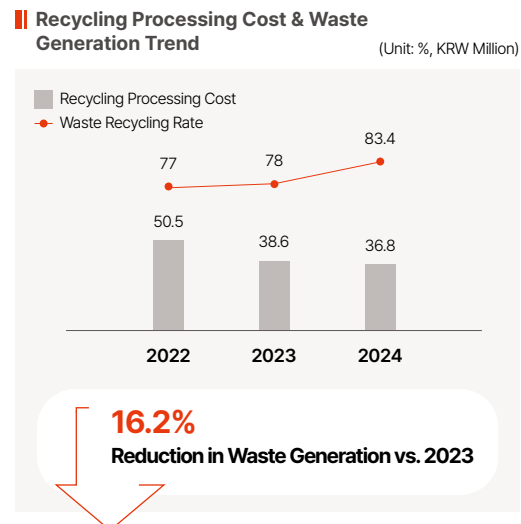 Recycling Processing Cost & Waste
Generation Trend
(Unit: %, KRW Million)
Recycling Processing Cost
Waste Recycling Rate
77
78
83.4
50.5
38.6
36.8
2022
2023
2024
16.2%
Reduction in Waste Generation vs. 2023